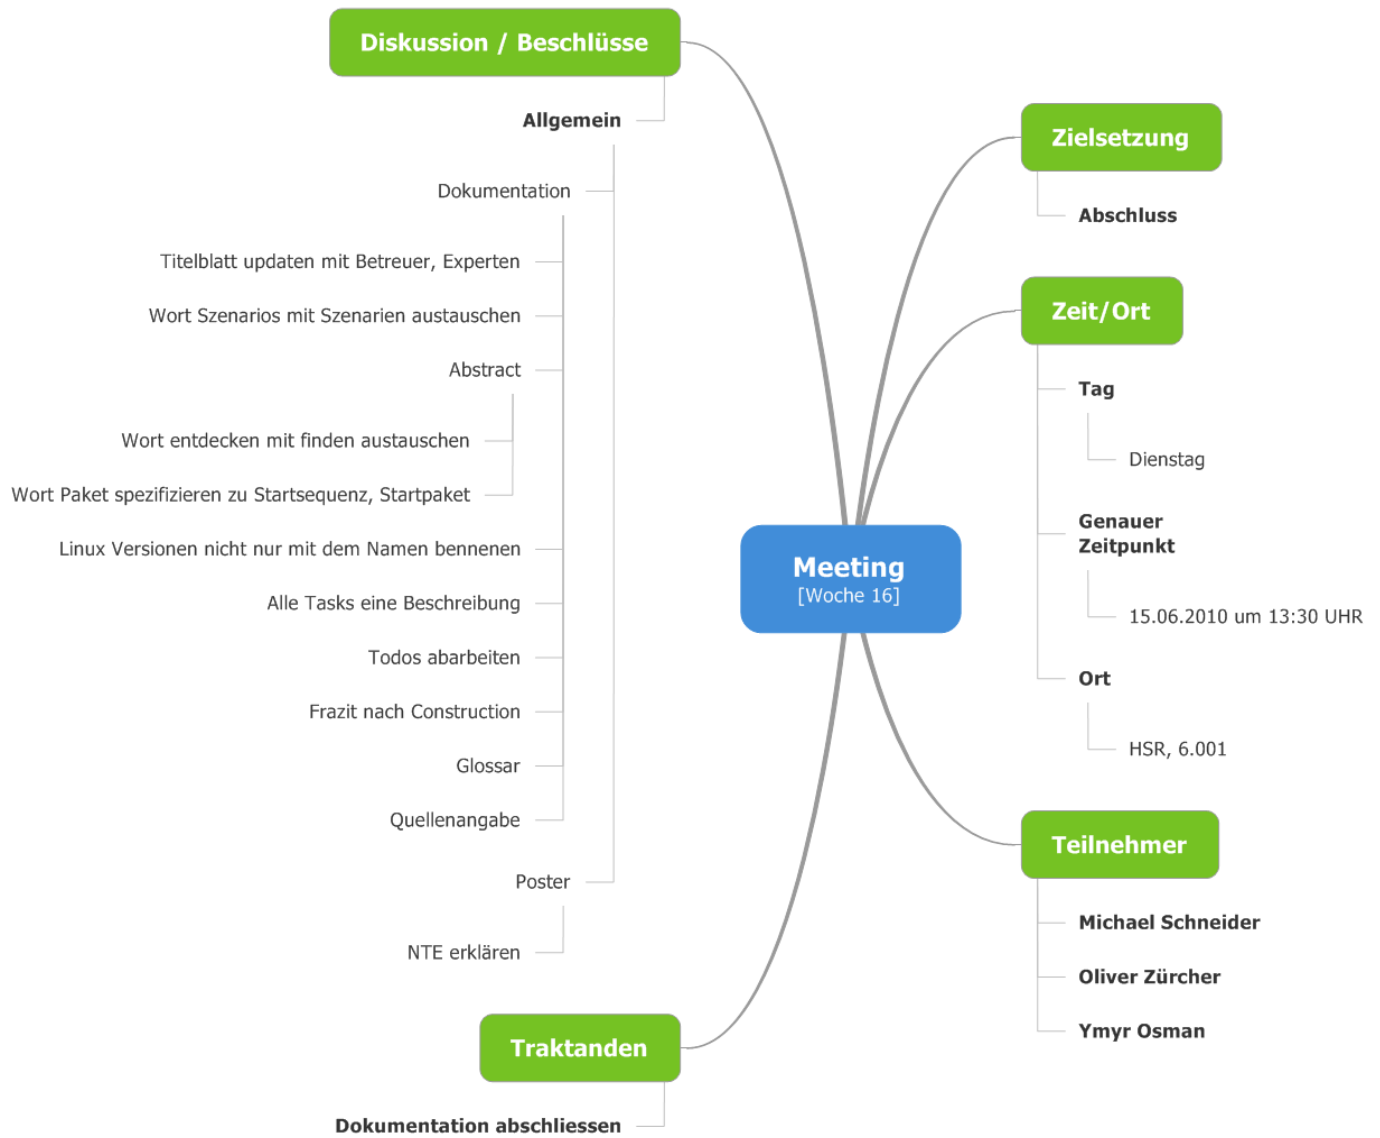 Diskussion / Beschlüsse
Allgemein
Dokumentation
Titelblatt updaten mit Betreuer, Experten
Wort Szenarios mit Szenarien austauschen
Abstract
Wort entdecken mit finden austauschen
Wort Paket spezifizieren zu Startsequenz, Startpaket
Linux Versionen nicht nur mit dem Namen bennenen
Alle Tasks eine Beschreibung
Todos abarbeiten
Frazit nach Construction
Glossar
Quellenangabe
Poster
NTE erklären
Traktanden
Dokumentation abschliessen
Meeting
[Woche 16]
Zielsetzung
Abschluss
Zeit/Ort
Tag
Dienstag
Genauer
Zeitpunkt
15.06.2010 um 13:30 UHR
Ort
HSR, 6.001
Teilnehmer
Michael Schneider
Oliver Zürcher
Ymyr Osman